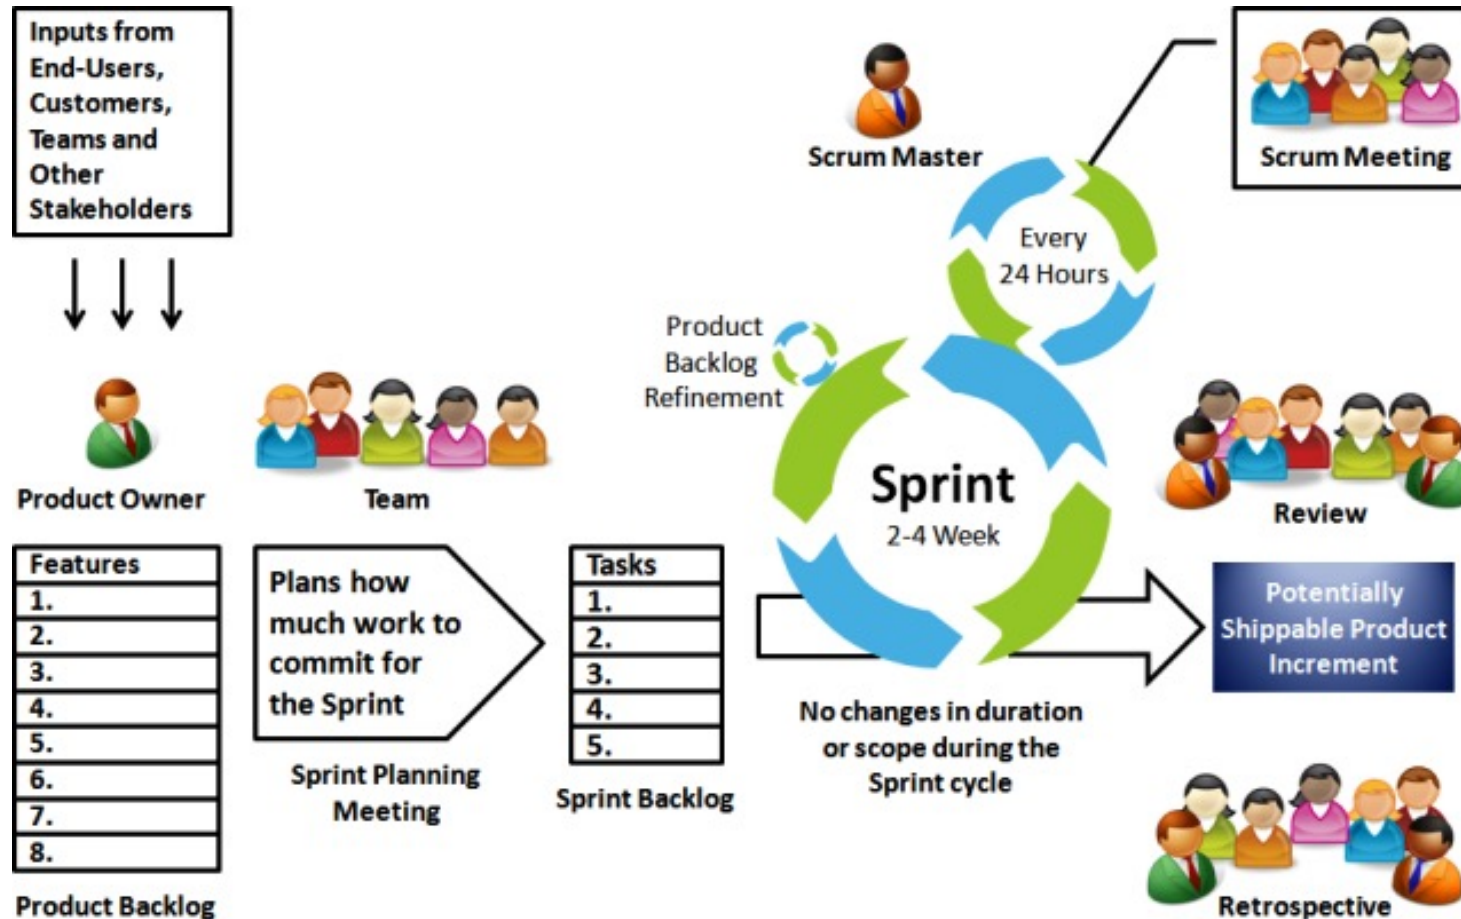 Inputs from
End-Users,
Customers,
Teams and
Other
Stakeholders
Product Owner
Team
Features
1.
2.
3.
4.
5.
6.
7.
8.
Product Backlog
Plans how
much work to
commit for
the Sprint
Sprint Planning
Meeting
Tasks
1.
2.
3.
4.
5.
Sprint Backlog
Scrum Master
Every
24 Hours
Scrum Meeting
Product
Backlog
Refinement
Sprint
2-4 Week
No changes in duration
or scope during the
Sprint cycle
Review
Potentially
Shippable Product
Increment
Retrospective